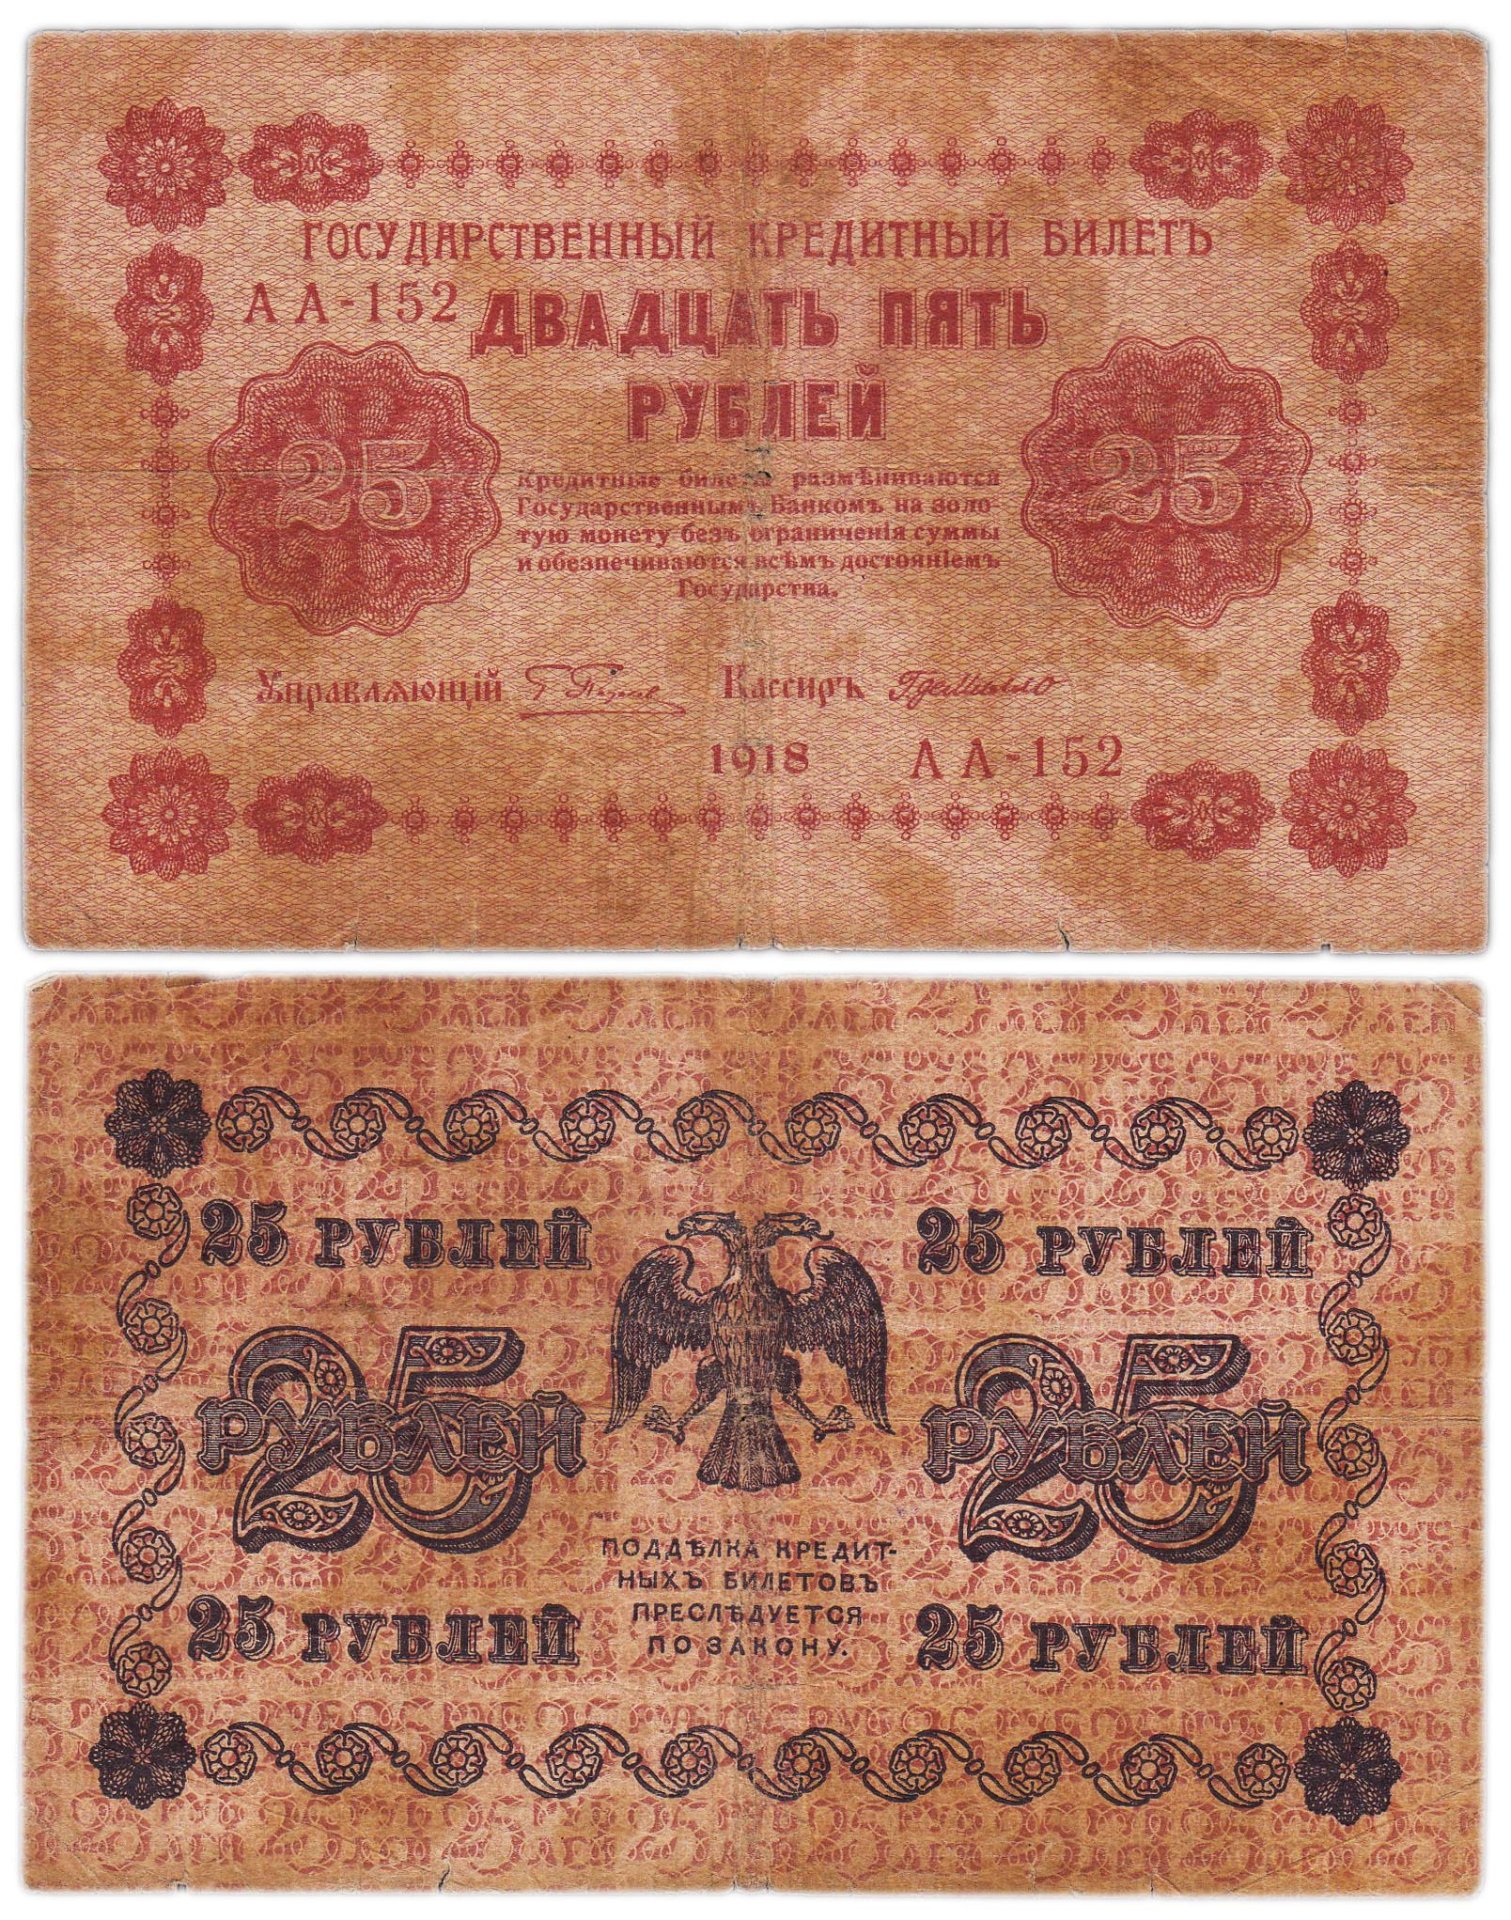 ГОСУДАРСТВЕННЫЙ КРЕДИТНЫЙ БИЛЕТЪ
АА-152
ДВАДЦАТЬ ПЯТЬ
РУБЛЕЙ
25
25
Кредитные билеты размѣниваются
Государственнымъ Банкомъ на золо-
тую монету безъ ограниченія суммы
и обезпечиваются всѣмъ достояніемъ
Государства.
Управляющій
Кассиръ
1918 АА-152
25 РУБЛЕЙ
25 РУБЛЕЙ
25 РУБЛЕЙ
25 РУБЛЕЙ
ПОДДѢЛКА КРЕДИТ-
НЫХЪ БИЛЕТОВЪ
ПРЕСЛѢДУЕТСЯ
ПО ЗАКОНУ.
25 РУБЛЕЙ
25 РУБЛЕЙ